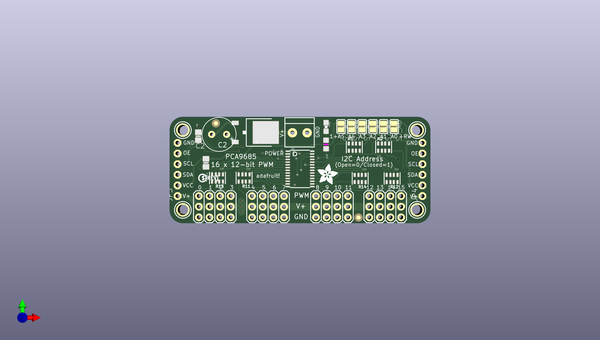 C2
C2
V+
GND
GND
OE
SCL
SDA
VCC
V+
POWER
PCA9685
16 x 12-bit PWM
adafruit!
I2C Address
(Open=0/Closed=1)
GND
OE
SCL
SDA
VCC
V+
0 1 2 3 4 5 6 7 8 9 10 11 12 13 14 15
PWM
V+
GND